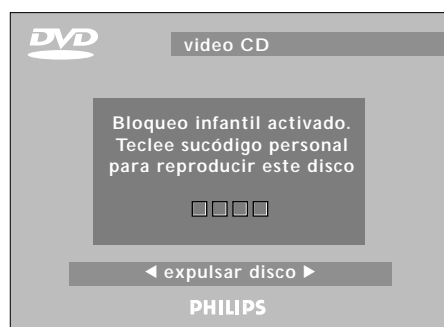 DVD
video CD
Bloqueo infantil activado.
Teclee sucódigo personal
para reproducir este disco
◀ expulsar disco ▶
PHILIPS